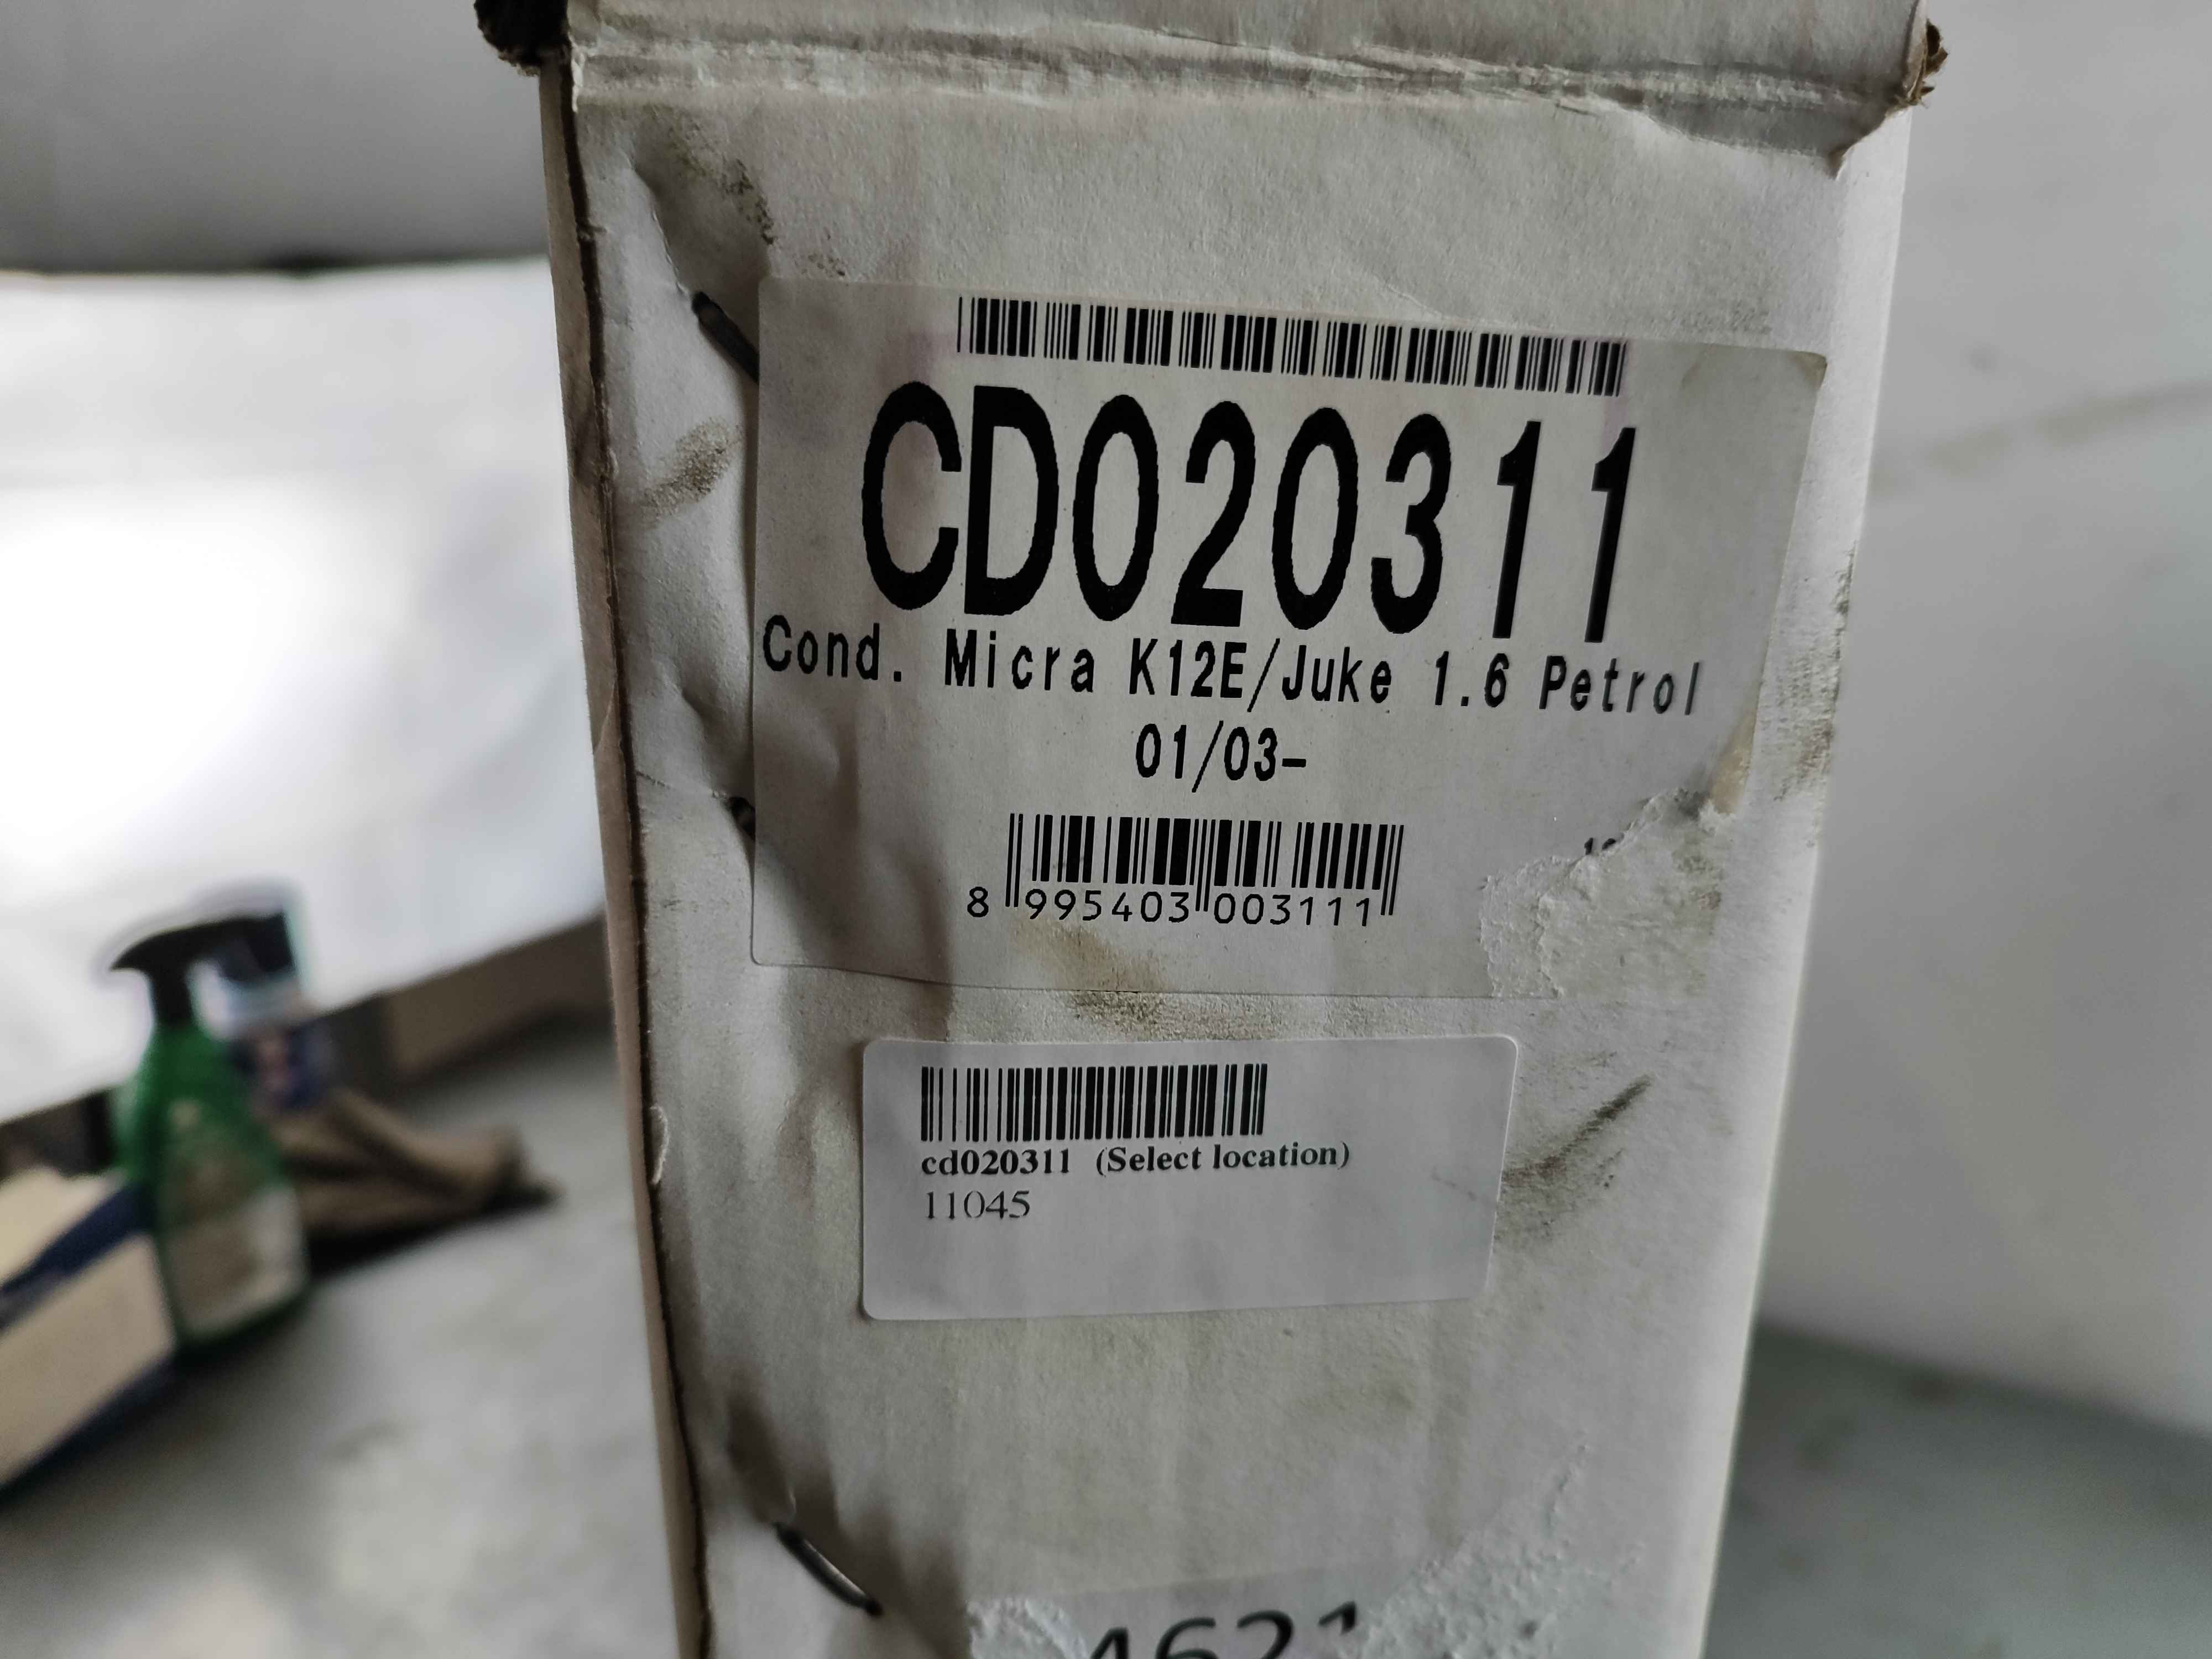 CD020311
Cond. Micra K12E/Juke 1.6 Petrol
01/03-
8 995403 003111
cd020311 (Select location)
11045